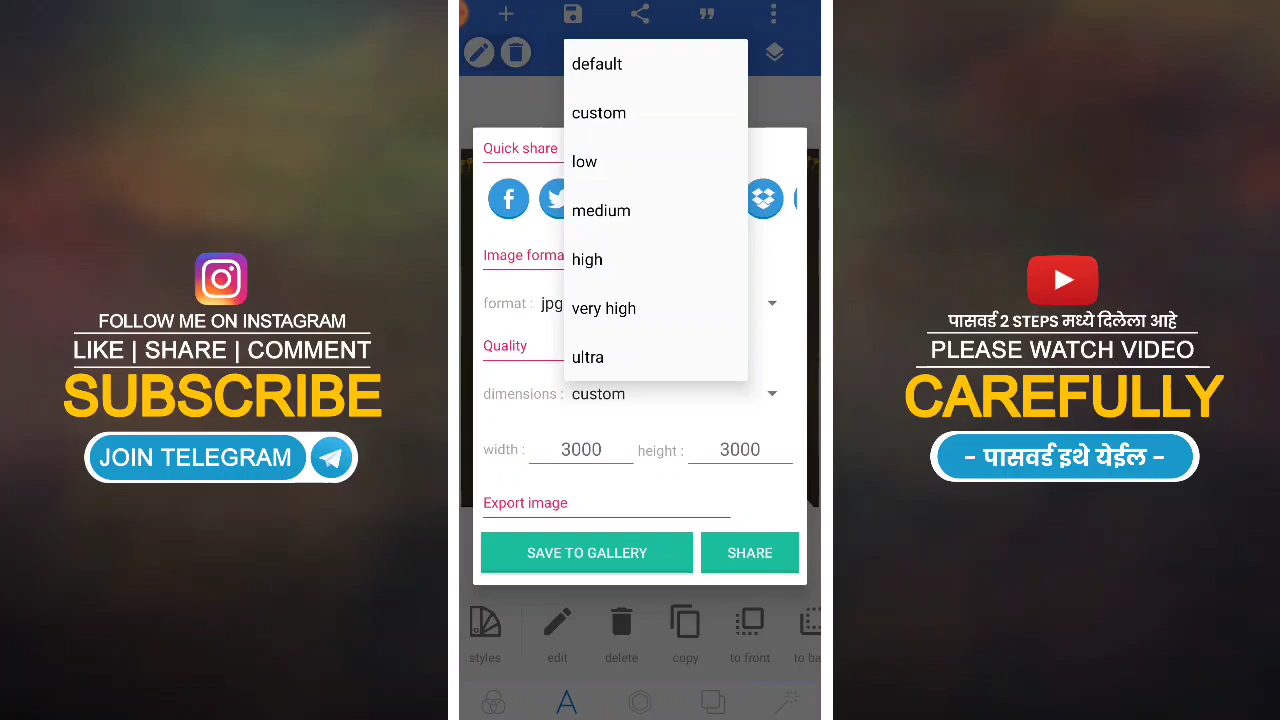 FOLLOW ME ON INSTAGRAM
LIKE | SHARE | COMMENT
SUBSCRIBE
JOIN TELEGRAM
default
custom
low
medium
high
very high
ultra
Quick share
Image forma
format : jpg
Quality
dimensions : custom
width : 3000 height : 3000
Export image
SAVE TO GALLERY SHARE
styles edit delete copy to front to ba
पासवर्ड 2 STEPS मध्ये दिलेला आहे
PLEASE WATCH VIDEO
CAREFULLY
- पासवर्ड इथे येईल -